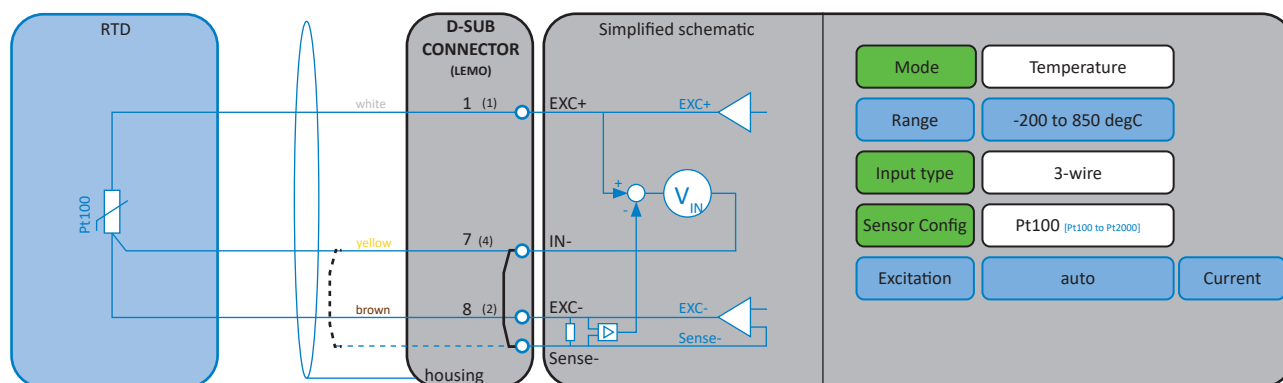 RTD
D-SUB
CONNECTOR
(LEMO)
Simplified schematic
white
1 (1)
EXC+
EXC+
Pt100
+
-
VIN
yellow
7 (4)
IN-
brown
8 (2)
EXC-
EXC-
Sense-
Sense-
housing
Mode Temperature
Range -200 to 850 degC
Input type 3-wire
Sensor Config Pt100 [Pt100 to Pt2000]
Excitation auto Current